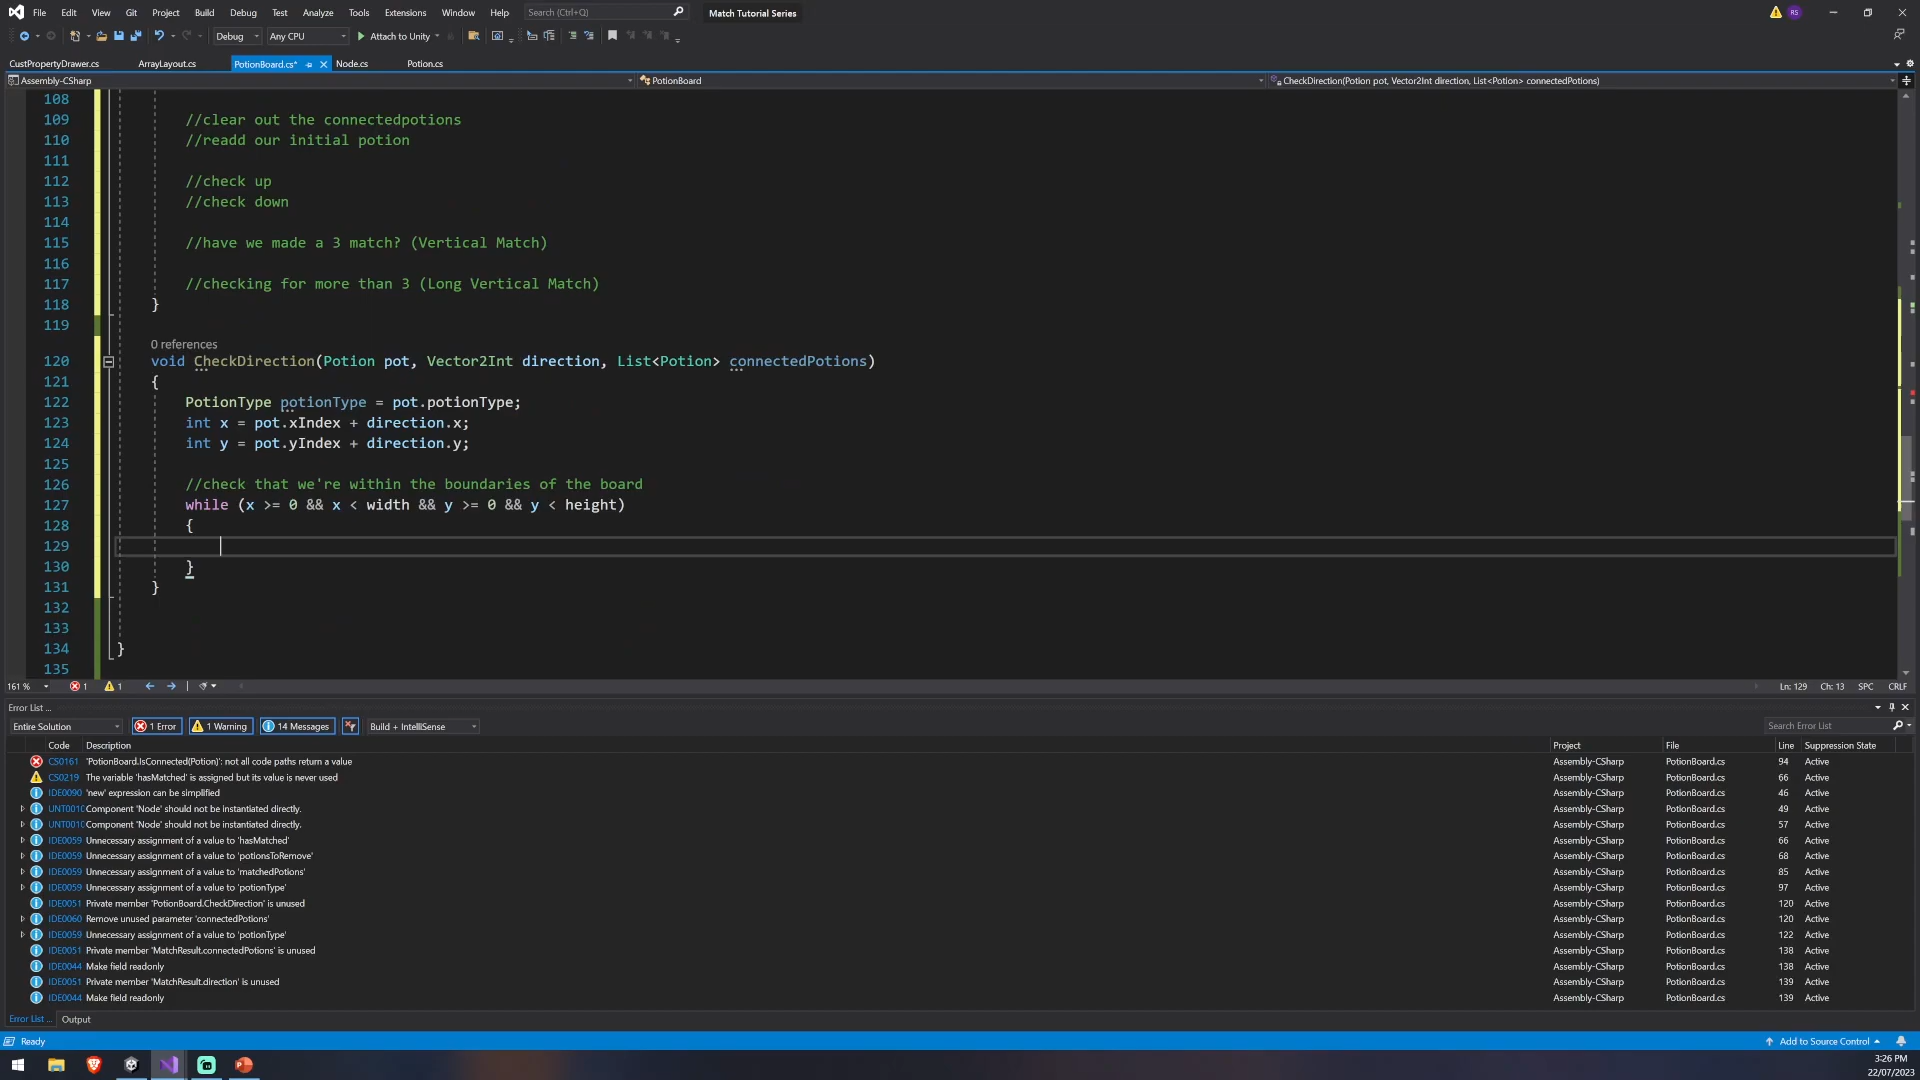 File Edit View Git Project Build Debug Test Analyze Tools Extensions Window Help Search (Ctrl+Q) Match Tutorial Series RS
Debug Any CPU Attach to Unity
CustPropertyDrawer.cs ArrayLayout.cs PotionBoard.cs* Node.cs Potion.cs
Assembly-CSharp PotionBoard CheckDirection(Potion pot, Vector2Int direction, List<Potion> connectedPotions)
108
109 //clear out the connectedpotions
110 //readd our initial potion
111
112 //check up
113 //check down
114
115 //have we made a 3 match? (Vertical Match)
116
117 //checking for more than 3 (Long Vertical Match)
118 }
119
0 references
120 void CheckDirection(Potion pot, Vector2Int direction, List<Potion> connectedPotions)
121 {
122 PotionType potionType = pot.potionType;
123 int x = pot.xIndex + direction.x;
124 int y = pot.yIndex + direction.y;
125
126 //check that we're within the boundaries of the board
127 while (x >= 0 && x < width && y >= 0 && y < height)
128 {
129
130 }
131 }
132
133
134 }
135
161 % 1 1 Ln: 129 Ch: 13 SPC CRLF
Error List ...
Entire Solution 1 Error 1 Warning 14 Messages Build + IntelliSense Search Error List
Code Description Project File Line Suppression State
CS0161 'PotionBoard.IsConnected(Potion)': not all code paths return a value Assembly-CSharp PotionBoard.cs 94 Active
CS0219 The variable 'hasMatched' is assigned but its value is never used Assembly-CSharp PotionBoard.cs 66 Active
IDE0090 'new' expression can be simplified Assembly-CSharp PotionBoard.cs 46 Active
UNT001C Component 'Node' should not be instantiated directly. Assembly-CSharp PotionBoard.cs 49 Active
UNT001C Component 'Node' should not be instantiated directly. Assembly-CSharp PotionBoard.cs 57 Active
IDE0059 Unnecessary assignment of a value to 'hasMatched' Assembly-CSharp PotionBoard.cs 66 Active
IDE0059 Unnecessary assignment of a value to 'potionsToRemove' Assembly-CSharp PotionBoard.cs 68 Active
IDE0059 Unnecessary assignment of a value to 'matchedPotions' Assembly-CSharp PotionBoard.cs 85 Active
IDE0059 Unnecessary assignment of a value to 'potionType' Assembly-CSharp PotionBoard.cs 97 Active
IDE0051 Private member 'PotionBoard.CheckDirection' is unused Assembly-CSharp PotionBoard.cs 120 Active
IDE0060 Remove unused parameter 'connectedPotions' Assembly-CSharp PotionBoard.cs 120 Active
IDE0059 Unnecessary assignment of a value to 'potionType' Assembly-CSharp PotionBoard.cs 122 Active
IDE0051 Private member 'MatchResult.connectedPotions' is unused Assembly-CSharp PotionBoard.cs 138 Active
IDE0044 Make field readonly Assembly-CSharp PotionBoard.cs 138 Active
IDE0051 Private member 'MatchResult.direction' is unused Assembly-CSharp PotionBoard.cs 139 Active
IDE0044 Make field readonly Assembly-CSharp PotionBoard.cs 139 Active
Error List ... Output
Ready Add to Source Control
3:26 PM
22/07/2023